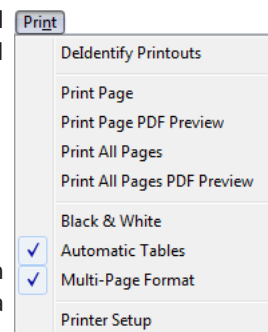 Print
DeIdentify Printouts
Print Page
Print Page PDF Preview
Print All Pages
Print All Pages PDF Preview
Black & White
Automatic Tables
Multi-Page Format
Printer Setup